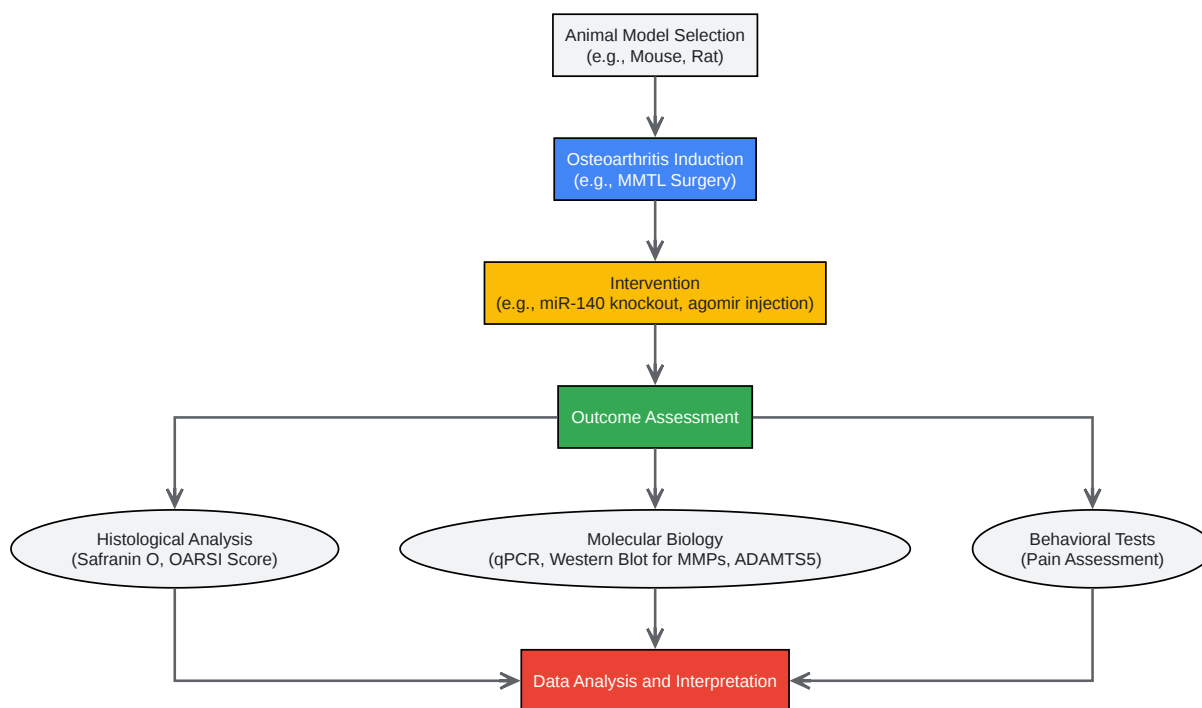 Animal Model Selection
(e.g., Mouse, Rat)
Osteoarthritis Induction
(e.g., MMTL Surgery)
Intervention
(e.g., miR-140 knockout, agomir injection)
Outcome Assessment
Histological Analysis
(Safranin O, OARSI Score)
Molecular Biology
(qPCR, Western Blot for MMPs, ADAMTS5)
Behavioral Tests
(Pain Assessment)
Data Analysis and Interpretation